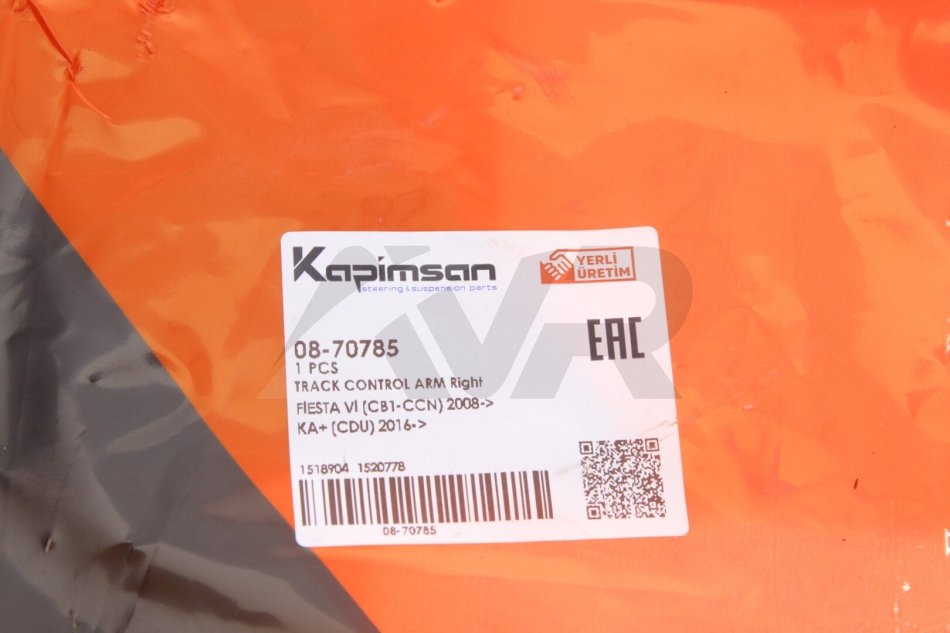 Kapimsan
steering & suspension parts
YERLİ
ÜRETİM
08-70785
1 PCS
TRACK CONTROL ARM Right
FIESTA VI (CB1-CCN) 2008->
KA+ (CDU) 2016->
EAC
1518904 1520778
08-70785
AVR